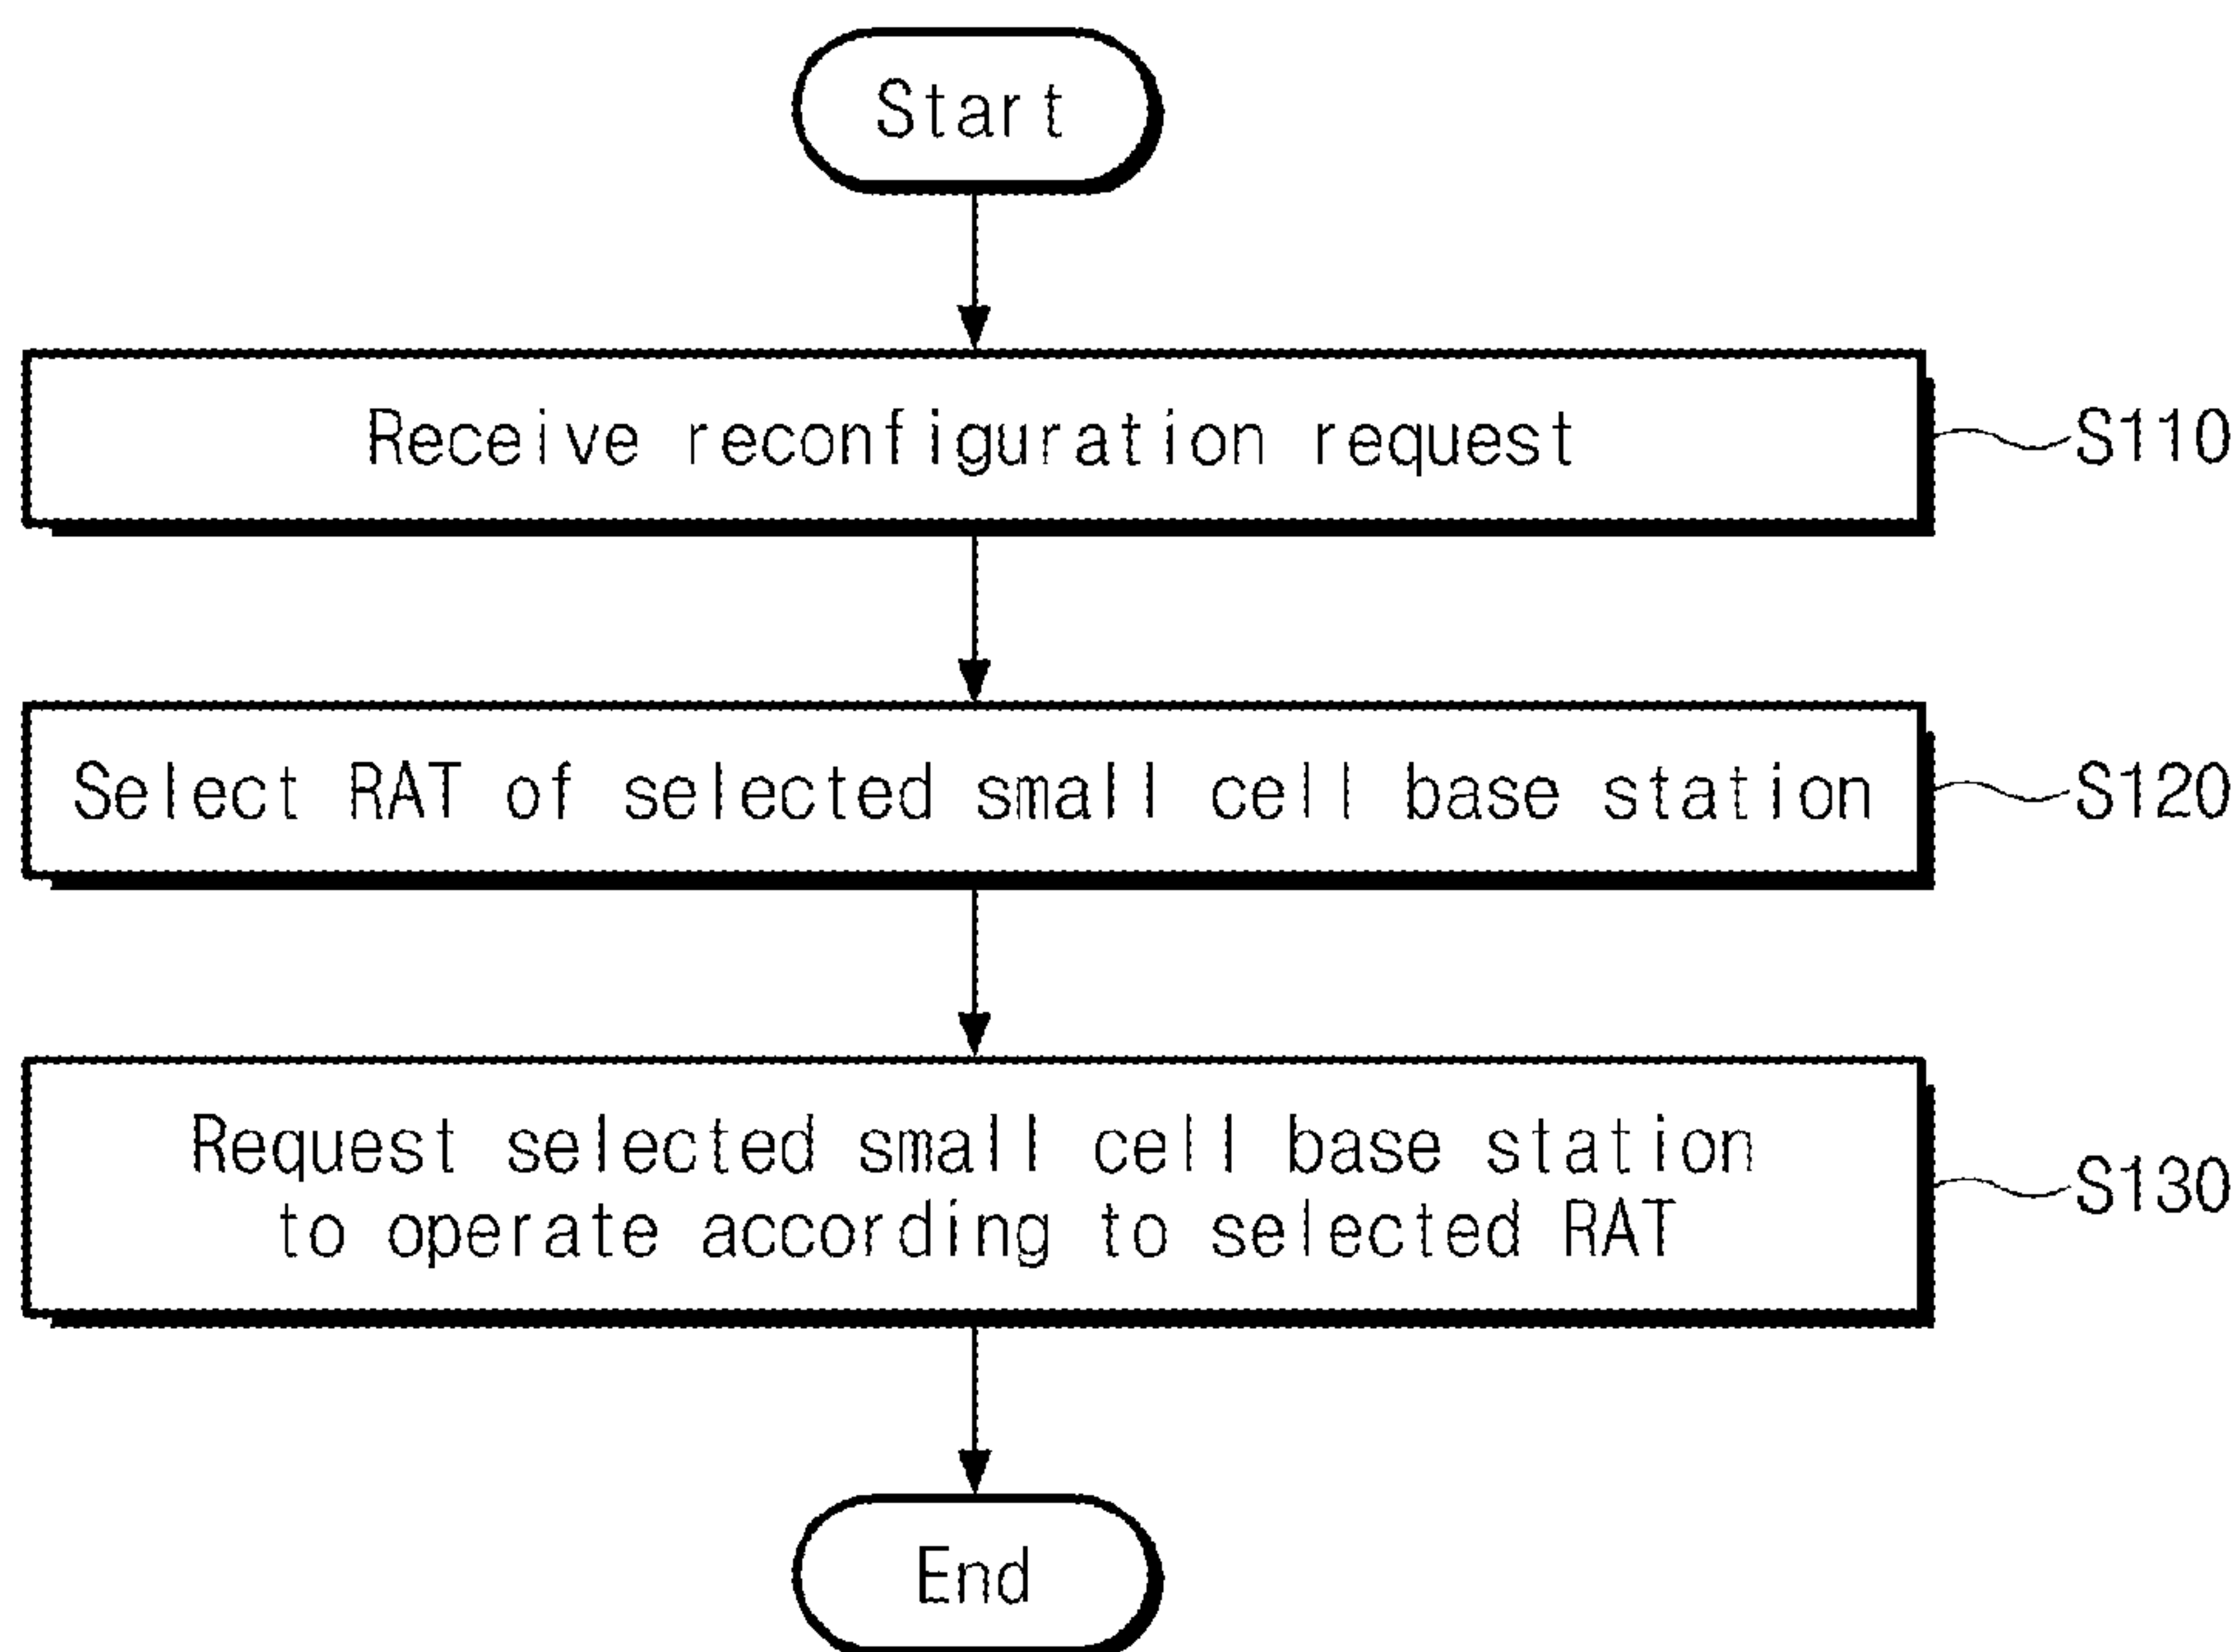 Start
Receive reconfiguration request
S110
Select RAT of selected small cell base station
S120
Request selected small cell base station
to operate according to selected RAT
S130
End